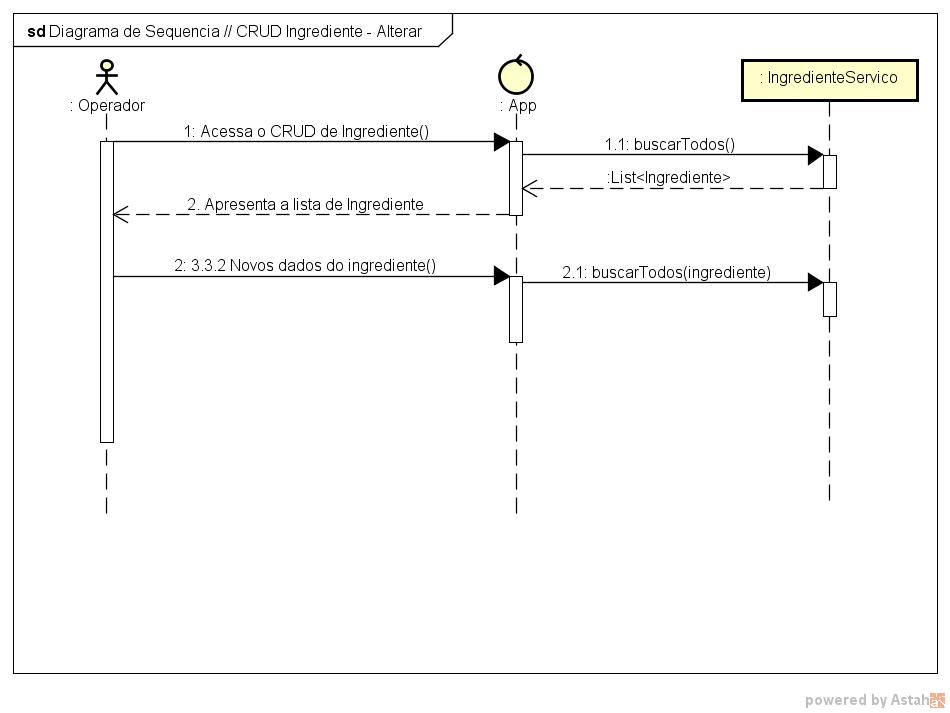 sd Diagrama de Sequencia // CRUD Ingrediente - Alterar
: Operador
: App
: IngredienteServico
1: Acessa o CRUD de Ingrediente()
1.1: buscarTodos()
:List<Ingrediente>
2. Apresenta a lista de Ingrediente
2: 3.3.2 Novos dados do ingrediente()
2.1: buscarTodos(ingrediente)
powered by Astah